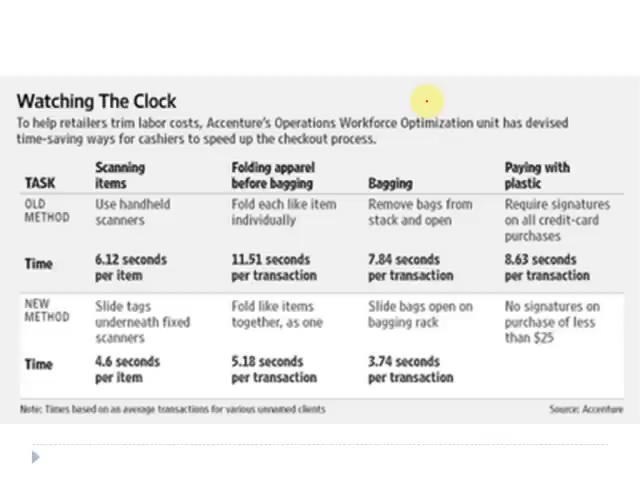 Watching The Clock
To help retailers trim labor costs, Accenture's Operations Workforce Optimization unit has devised
time-saving ways for cashiers to speed up the checkout process.
TASK Scanning items Folding apparel before bagging Bagging Paying with plastic
OLD METHOD Use handheld scanners Fold each like item individually Remove bags from stack and open Require signatures on all credit-card purchases
Time 6.12 seconds per item 11.51 seconds per transaction 7.84 seconds per transaction 8.63 seconds per transaction
NEW METHOD Slide tags underneath fixed scanners Fold like items together, as one Slide bags open on bagging rack No signatures on purchase of less than $25
Time 4.6 seconds per item 5.18 seconds per transaction 3.74 seconds per transaction
Note: Times based on an average transactions for various unnamed clients Source: Accenture